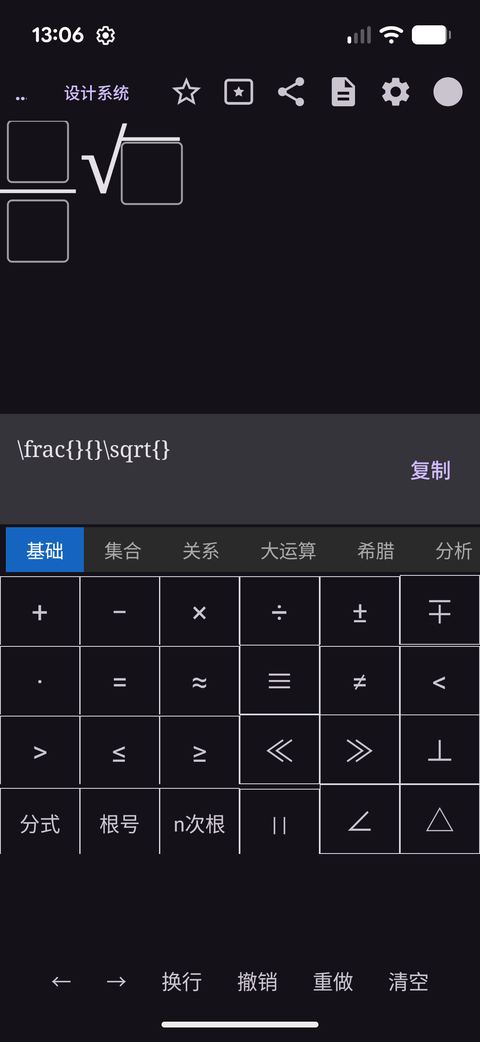 13:06
.. 设计系统
√
\frac{}{}\sqrt{}
复制
基础 集合 关系 大运算 希腊 分析
+ − × ÷ ± ∓
· = ≈ ≡ ≠ <
> ≤ ≥ ≪ ≫ ⊥
分式 根号 n次根 | | ∠ △
← → 换行 撤销 重做 清空